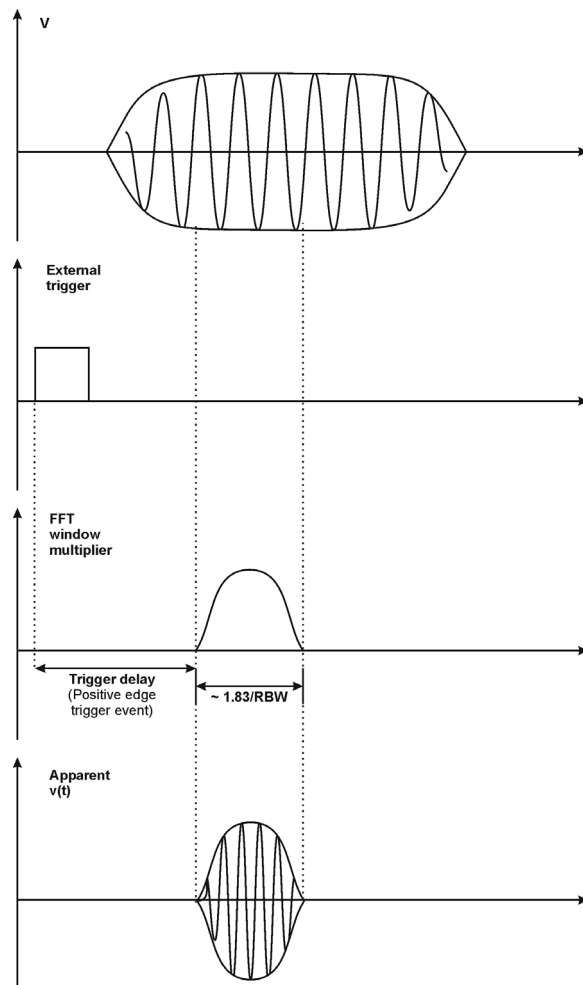 V
External
trigger
FFT
window
multiplier
Trigger delay
(Positive edge
trigger event)
~ 1.83/RBW
Apparent
v(t)